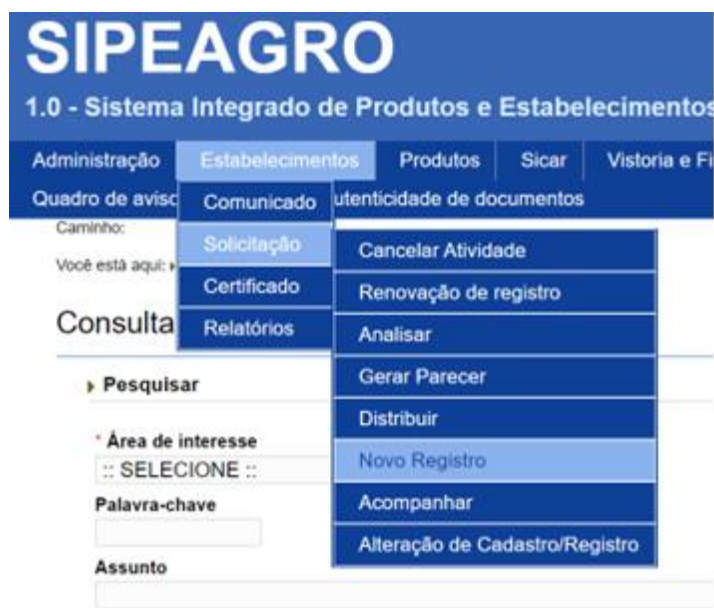 SIPEAGRO
1.0 - Sistema Integrado de Produtos e Estabelecimentos
Administração Estabelecimentos Produtos Sicar Vistoria e Fi
Quadro de aviso utenticidade de documentos
Comunicado
Solicitação
Certificado
Relatórios
Cancelar Atividade
Renovação de registro
Analisar
Gerar Parecer
Distribuir
Novo Registro
Acompanhar
Alteração de Cadastro/Registro
Caminho:
Você está aqui:
Consulta
Pesquisar
* Área de interesse
:: SELECIONE ::
Palavra-chave
Assunto